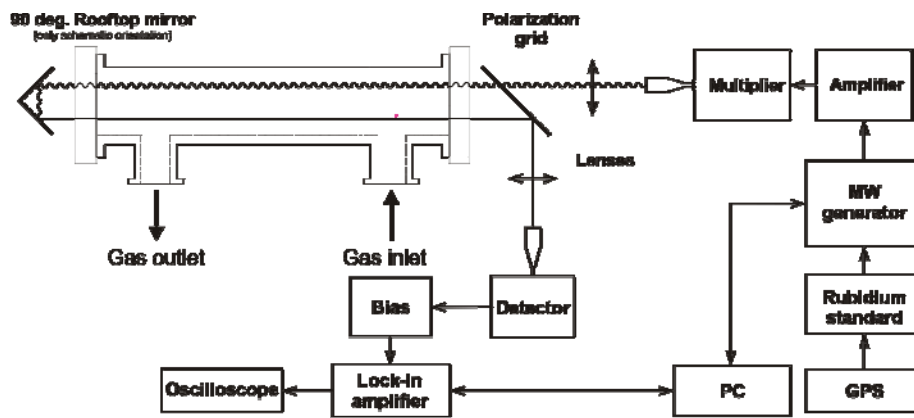 90 deg. Rooftop mirror
[only schematic orientation]
Polarization
grid
Multiplier
Amplifier
Lenses
MW
generator
Gas outlet
Gas inlet
Bias
Detector
Rubidium
standard
Oscilloscope
Lock-in
amplifier
PC
GPS